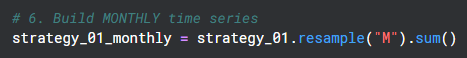 # 6. Build MONTHLY time series
strategy_01_monthly = strategy_01.resample("M").sum()